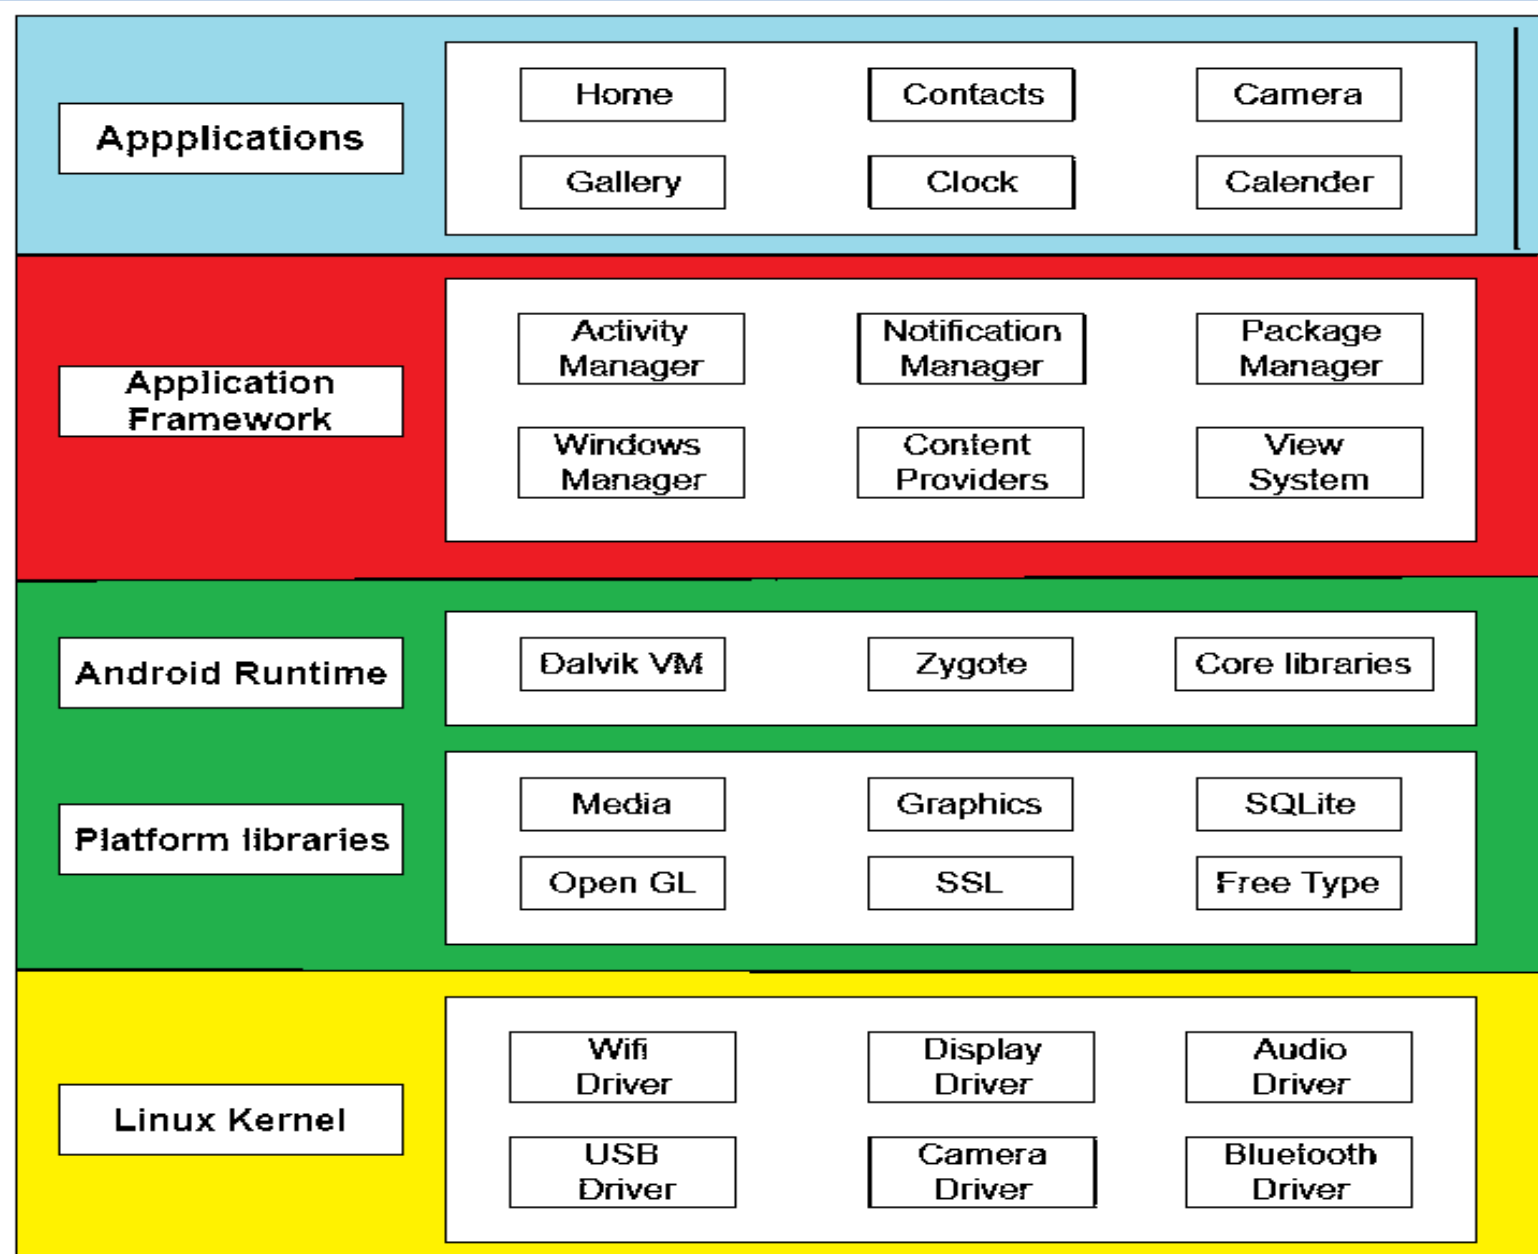 Appplications
Home
Contacts
Camera
Gallery
Clock
Calender
Application
Framework
Activity
Manager
Notification
Manager
Package
Manager
Windows
Manager
Content
Providers
View
System
Android Runtime
Dalvik VM
Zygote
Core libraries
Platform libraries
Media
Graphics
SQLite
Open GL
SSL
Free Type
Linux Kernel
Wifi
Driver
Display
Driver
Audio
Driver
USB
Driver
Camera
Driver
Bluetooth
Driver